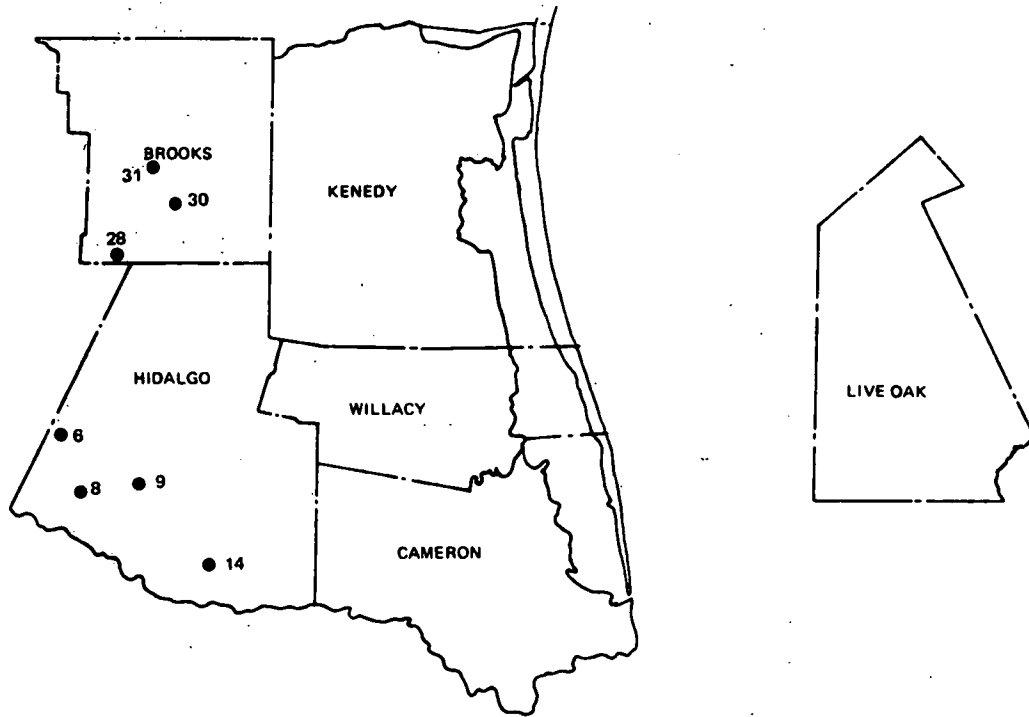 BROOKS
31
30
KENEDY
28
HIDALGO
LIVE OAK
WILLACY
6
8
9
CAMERON
14